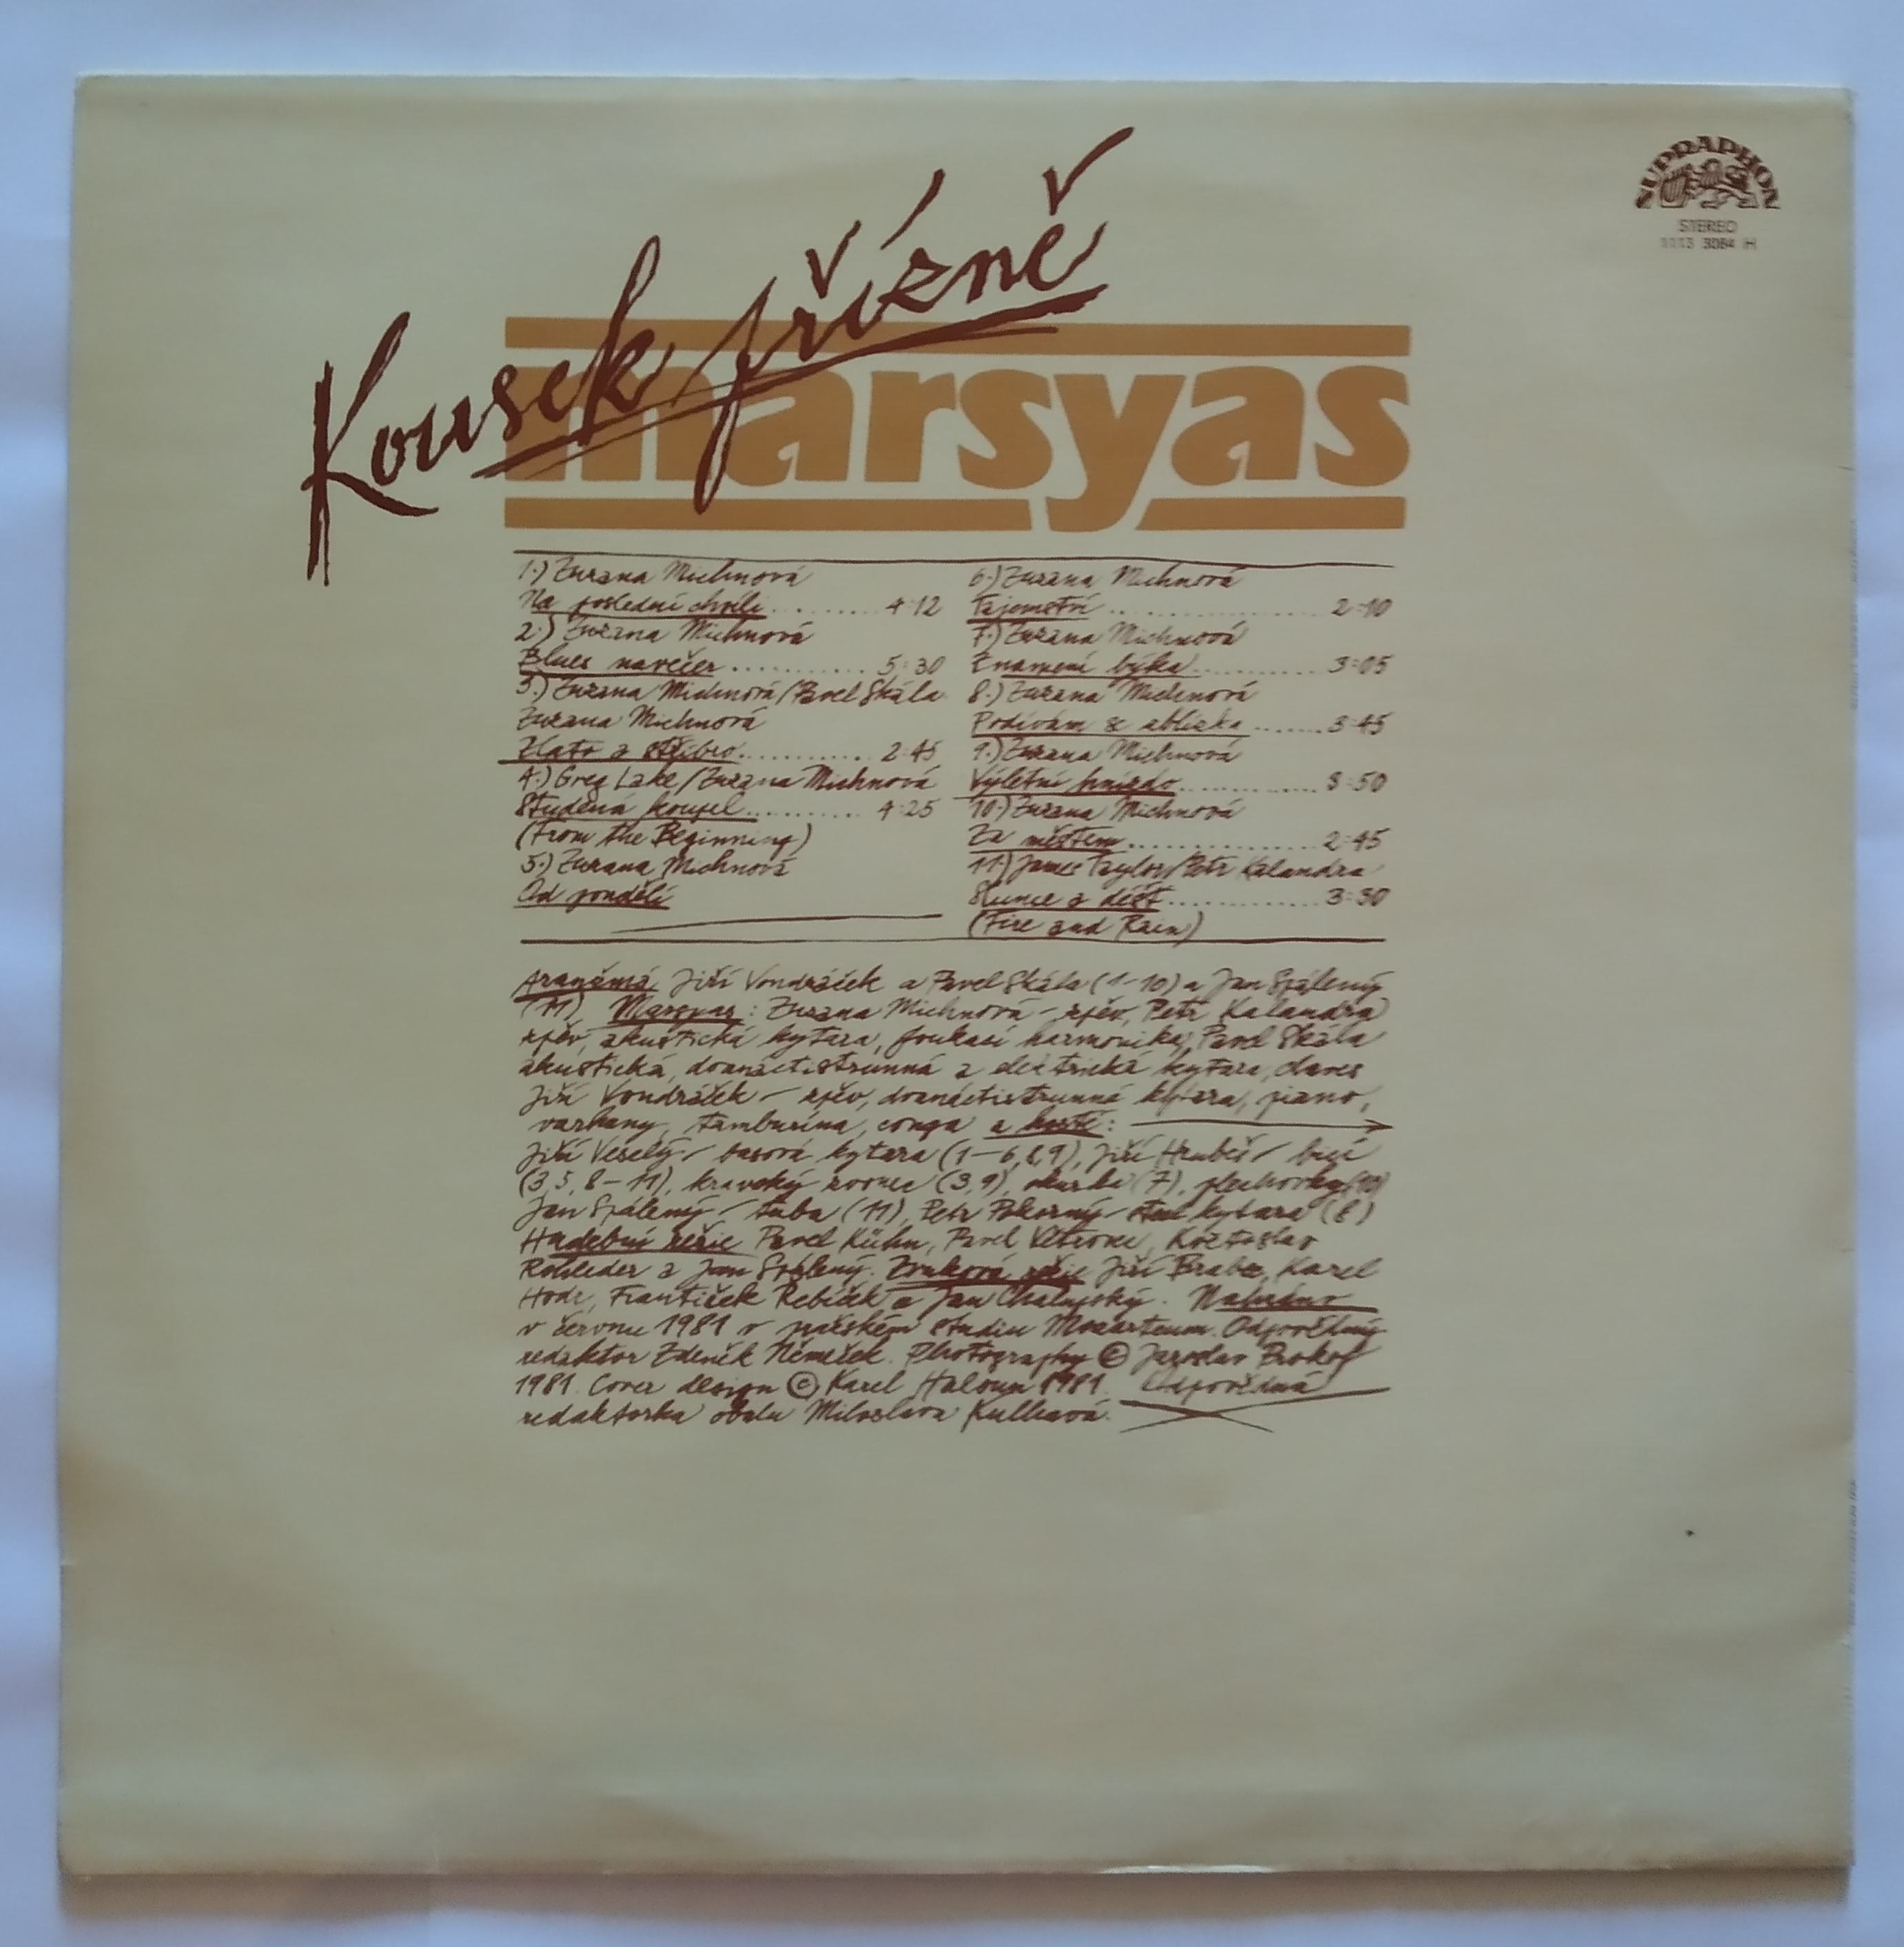 SUPRAPHON
STEREO
1113 3084 H
Kousek přízně
marsyas
1.) Zuzana Michnová
Na poslední chvíli ......... 4:12
2.) Zuzana Michnová
Blues navečer .......... 5:30
3.) Zuzana Michnová/Pavel Skála
Zuzana Michnová
Zlato a stříbro .......... 2:45
4.) Greg Lake/Zuzana Michnová
Studená koupel .......... 4:25
(From the Beginning)
5.) Zuzana Michnová
Od pondělí
6.) Zuzana Michnová
Tajemství .......... 2:10
7.) Zuzana Michnová
Znamení býka .......... 3:05
8.) Zuzana Michnová
Podívám se zblízka ....... 3:45
9.) Zuzana Michnová
Výletní hnízdo .......... 3:50
10.) Zuzana Michnová
Za městem .......... 2:45
11.) James Taylor/Petr Kalandra
Slunce a déšť .......... 3:30
(Fire and Rain)
Aranžmá Jiří Vondráček a Pavel Skála (1-10) a Jan Spálený
(11). Marsyas: Zuzana Michnová - zpěv, Petr Kalandra
zpěv, akustická kytara, foukací harmonika, Pavel Skála
akustická, dvanáctistrunná a elektrická kytara, claves
Jiří Vondráček - zpěv, dvanáctistrunná kytara, piano,
varhany, tamburína, conga a hosté:
Jiří Veselý - basová kytara (1-6,8,9), Jiří Hrubeš - bicí
(3,5,8-11), kravský zvonec (3,9), okurka (7), plechovky (10)
Jan Spálený - tuba (11), Petr Pokorný - steel kytara (8)
Hudební režie Pavel Kühn, Pavel Větrovec,
Rohleder a Jan Spálený. Zvuková režie Jiří Brabec, Karel
Hodr, František Řebíček a Jan Chalupský. Nahráno
v červnu 1981 v pražském studiu Mozarteum. Odpovědný
redaktor Zdeněk Němeček. Photography © Jaroslav Prokop
1981. Cover design © Karel Haloun 1981. Odpovědná
redaktorka obalu Miloslava Kulhavá.